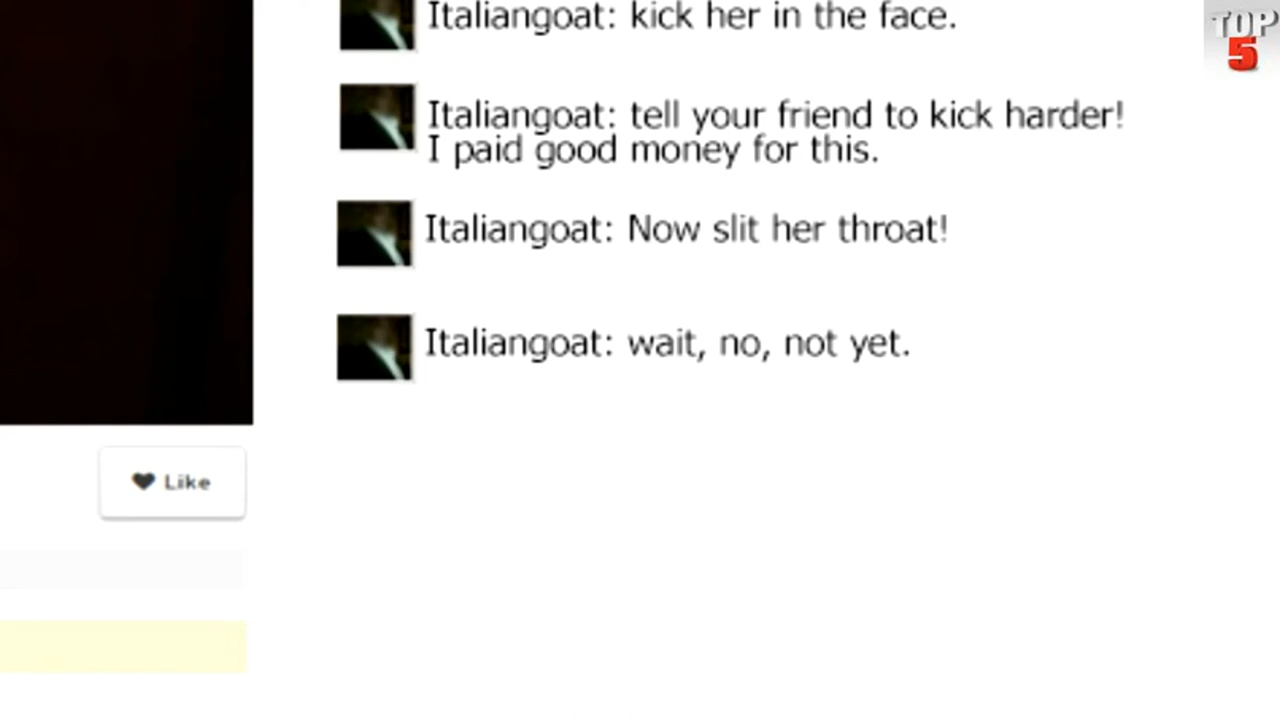 Italiangoat: kick her in the face.
TOP
5
Italiangoat: tell your friend to kick harder!
I paid good money for this.
Italiangoat: Now slit her throat!
Italiangoat: wait, no, not yet.
Like